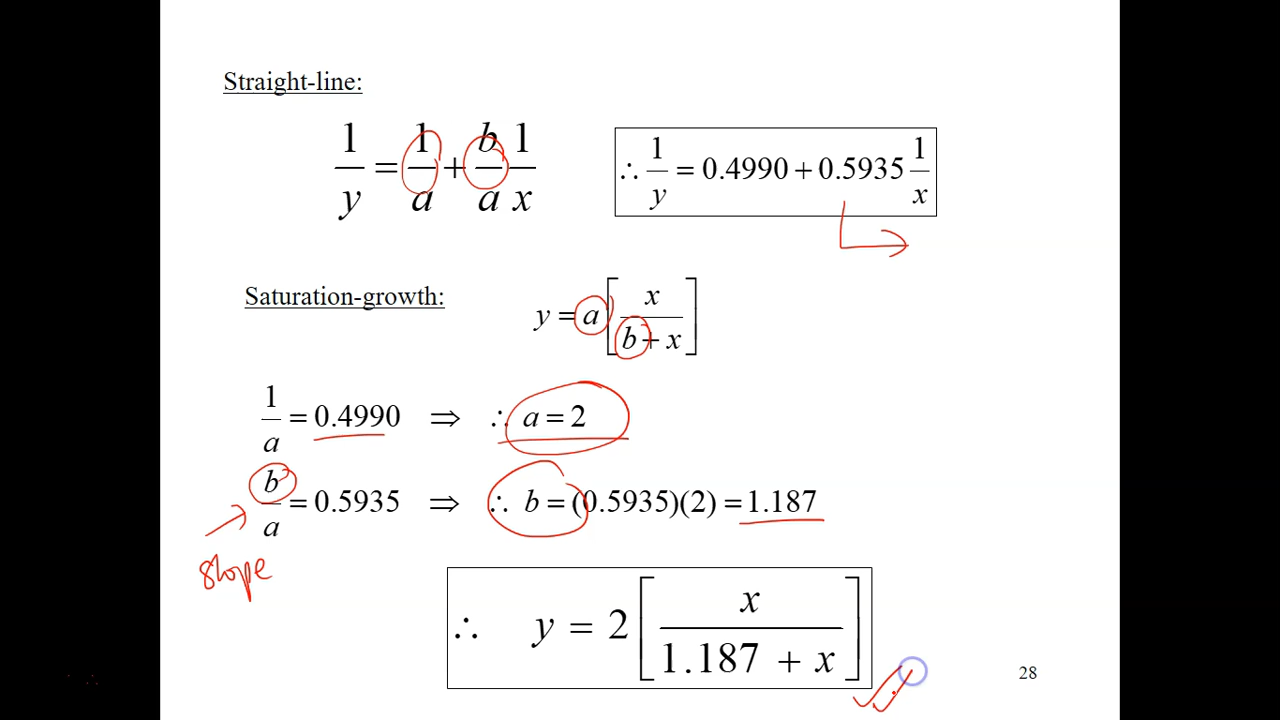 Straight-line:
1/y = 1/a + b/a 1/x
∴ 1/y = 0.4990 + 0.5935 1/x
Saturation-growth:
y = a[x/(b + x)]
1/a = 0.4990 ⇒ ∴ a = 2
b/a = 0.5935 ⇒ ∴ b = (0.5935)(2) = 1.187
slope
∴ y = 2[x/(1.187 + x)]
28